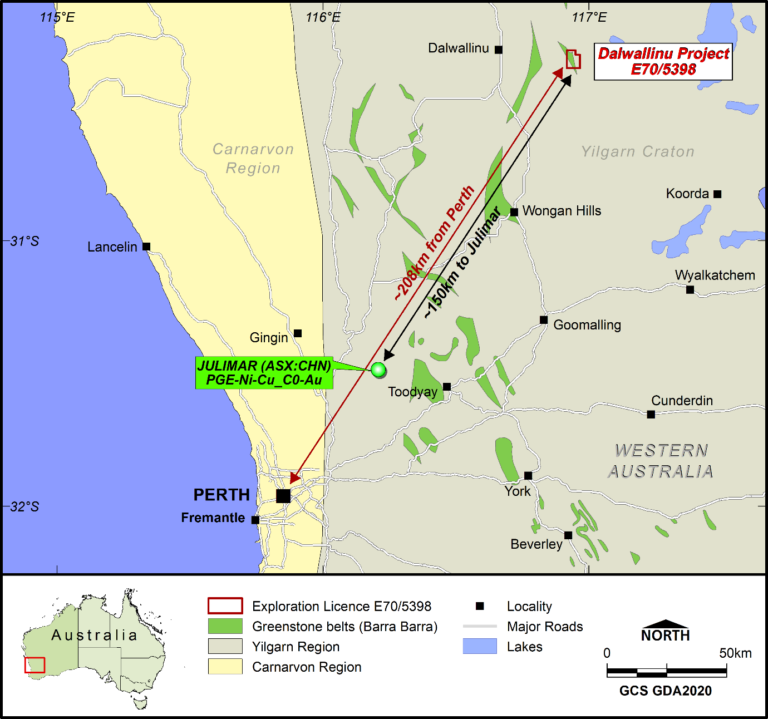 115°E
116°E
117°E
Dalwallinu
Dalwallinu Project
E70/5398
Carnarvon
Region
Yilgarn Craton
Koorda
~208km from Perth
~150km to Julimar
Wongan Hills
31°S
Lancelin
Wyalkatchem
Goomalling
Gingin
JULIMAR (ASX:CHN)
PGE-Ni-Cu_C0-Au
Toodyay
Cunderdin
WESTERN
AUSTRALIA
PERTH
York
32°S
Fremantle
Beverley
Australia
Exploration Licence E70/5398
Greenstone belts (Barra Barra)
Yilgarn Region
Carnarvon Region
Locality
Major Roads
Lakes
NORTH
0
50km
GCS GDA2020